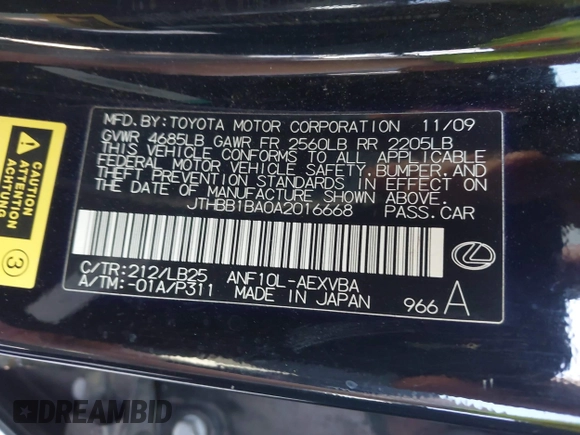 MFD. BY: TOYOTA MOTOR CORPORATION 11/09
GVWR 4685LB GAWR FR 2560LB RR 2205LB
THIS VEHICLE CONFORMS TO ALL APPLICABLE
FEDERAL MOTOR VEHICLE SAFETY, BUMPER, AND
THEFT PREVENTION STANDARDS IN EFFECT ON
THE DATE OF MANUFACTURE SHOWN ABOVE.
JTHBB1BA0A2016668 PASS. CAR
C/TR: 212/LB25 ANF10L-AEXVBA
A/TM: -01A/P311 MADE IN JAPAN 966 A
CAUTION
ATTENTION
ACHTUNG
3
DREAMBID